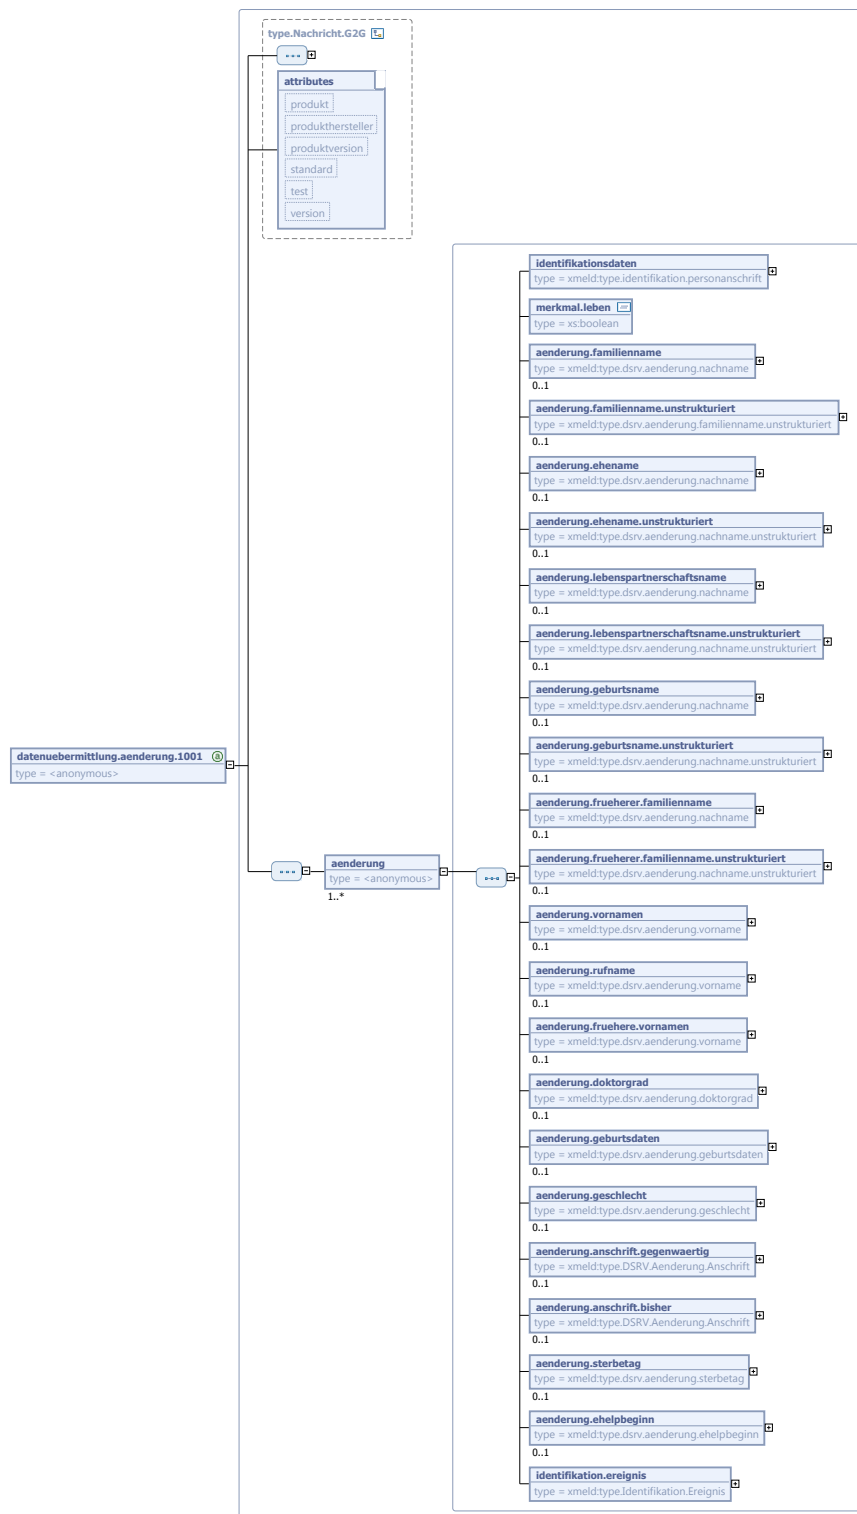 type.Nachricht.G2G
attributes
produkt
produkthersteller
produktversion
standard
test
version
identifikationsdaten
type = xmeld:type.identifikation.personanschrift
merkmal.leben
type = xs:boolean
aenderung.familienname
type = xmeld:type.dsrv.aenderung.nachname
0..1
aenderung.familienname.unstrukturiert
type = xmeld:type.dsrv.aenderung.familienname.unstrukturiert
0..1
aenderung.ehename
type = xmeld:type.dsrv.aenderung.nachname
0..1
aenderung.ehename.unstrukturiert
type = xmeld:type.dsrv.aenderung.nachname.unstrukturiert
0..1
aenderung.lebenspartnerschaftsname
type = xmeld:type.dsrv.aenderung.nachname
0..1
aenderung.lebenspartnerschaftsname.unstrukturiert
type = xmeld:type.dsrv.aenderung.nachname.unstrukturiert
0..1
aenderung.geburtsname
type = xmeld:type.dsrv.aenderung.nachname
0..1
aenderung.geburtsname.unstrukturiert
type = xmeld:type.dsrv.aenderung.nachname.unstrukturiert
0..1
datenuebermittlung.aenderung.1001
type = <anonymous>
aenderung.frueherer.familienname
type = xmeld:type.dsrv.aenderung.nachname
0..1
aenderung
type = <anonymous>
1..*
aenderung.frueherer.familienname.unstrukturiert
type = xmeld:type.dsrv.aenderung.nachname.unstrukturiert
0..1
aenderung.vornamen
type = xmeld:type.dsrv.aenderung.vorname
0..1
aenderung.rufname
type = xmeld:type.dsrv.aenderung.vorname
0..1
aenderung.fruehere.vornamen
type = xmeld:type.dsrv.aenderung.vorname
0..1
aenderung.doktorgrad
type = xmeld:type.dsrv.aenderung.doktorgrad
0..1
aenderung.geburtsdaten
type = xmeld:type.dsrv.aenderung.geburtsdaten
0..1
aenderung.geschlecht
type = xmeld:type.dsrv.aenderung.geschlecht
0..1
aenderung.anschrift.gegenwaertig
type = xmeld:type.DSRV.Aenderung.Anschrift
0..1
aenderung.anschrift.bisher
type = xmeld:type.DSRV.Aenderung.Anschrift
0..1
aenderung.sterbetag
type = xmeld:type.dsrv.aenderung.sterbetag
0..1
aenderung.ehelpbeginn
type = xmeld:type.dsrv.aenderung.ehelpbeginn
0..1
identifikation.ereignis
type = xmeld:type.Identifikation.Ereignis